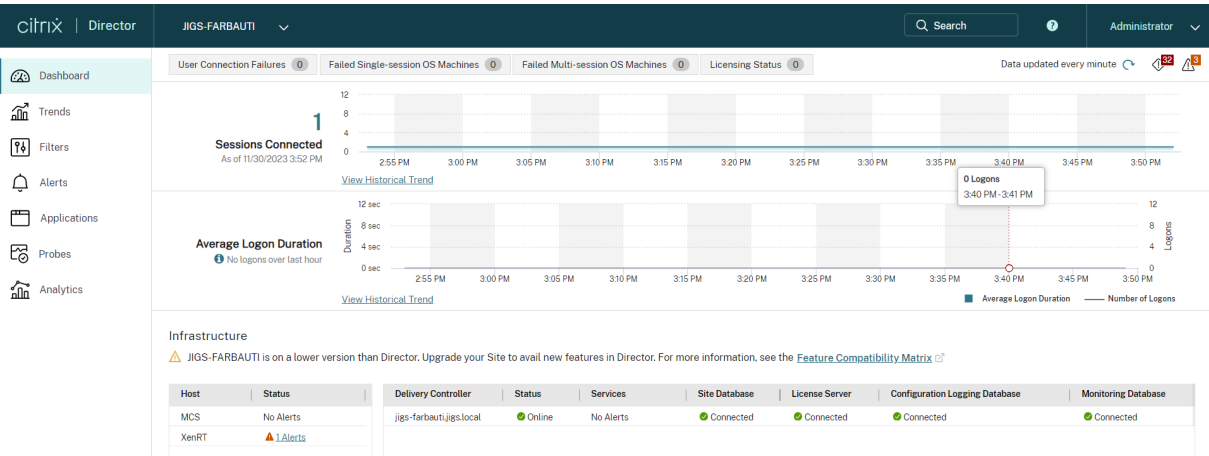 citrix | Director JIGS-FARBAUTI Search ? Administrator
Dashboard
Trends
Filters
Alerts
Applications
Probes
Analytics
User Connection Failures 0 Failed Single-session OS Machines 0 Failed Multi-session OS Machines 0 Licensing Status 0 Data updated every minute 32 3
1
Sessions Connected
As of 11/30/2023 3:52 PM
12
8
4
0
2:55 PM 3:00 PM 3:05 PM 3:10 PM 3:15 PM 3:20 PM 3:25 PM 3:30 PM 3:35 PM 3:40 PM 3:45 PM 3:50 PM
View Historical Trend
0 Logons
3:40 PM-3:41 PM
Average Logon Duration
No logons over last hour
Duration
12 sec
8 sec
4 sec
0 sec
12
8
4
0
Logons
2:55 PM 3:00 PM 3:05 PM 3:10 PM 3:15 PM 3:20 PM 3:25 PM 3:30 PM 3:35 PM 3:40 PM 3:45 PM 3:50 PM
View Historical Trend
Average Logon Duration Number of Logons
Infrastructure
JIGS-FARBAUTI is on a lower version than Director. Upgrade your Site to avail new features in Director. For more information, see the Feature Compatibility Matrix
Host Status
MCS No Alerts
XenRT 1 Alerts
Delivery Controller Status Services Site Database License Server Configuration Logging Database Monitoring Database
jigs-farbauti.jigs.local Online No Alerts Connected Connected Connected Connected